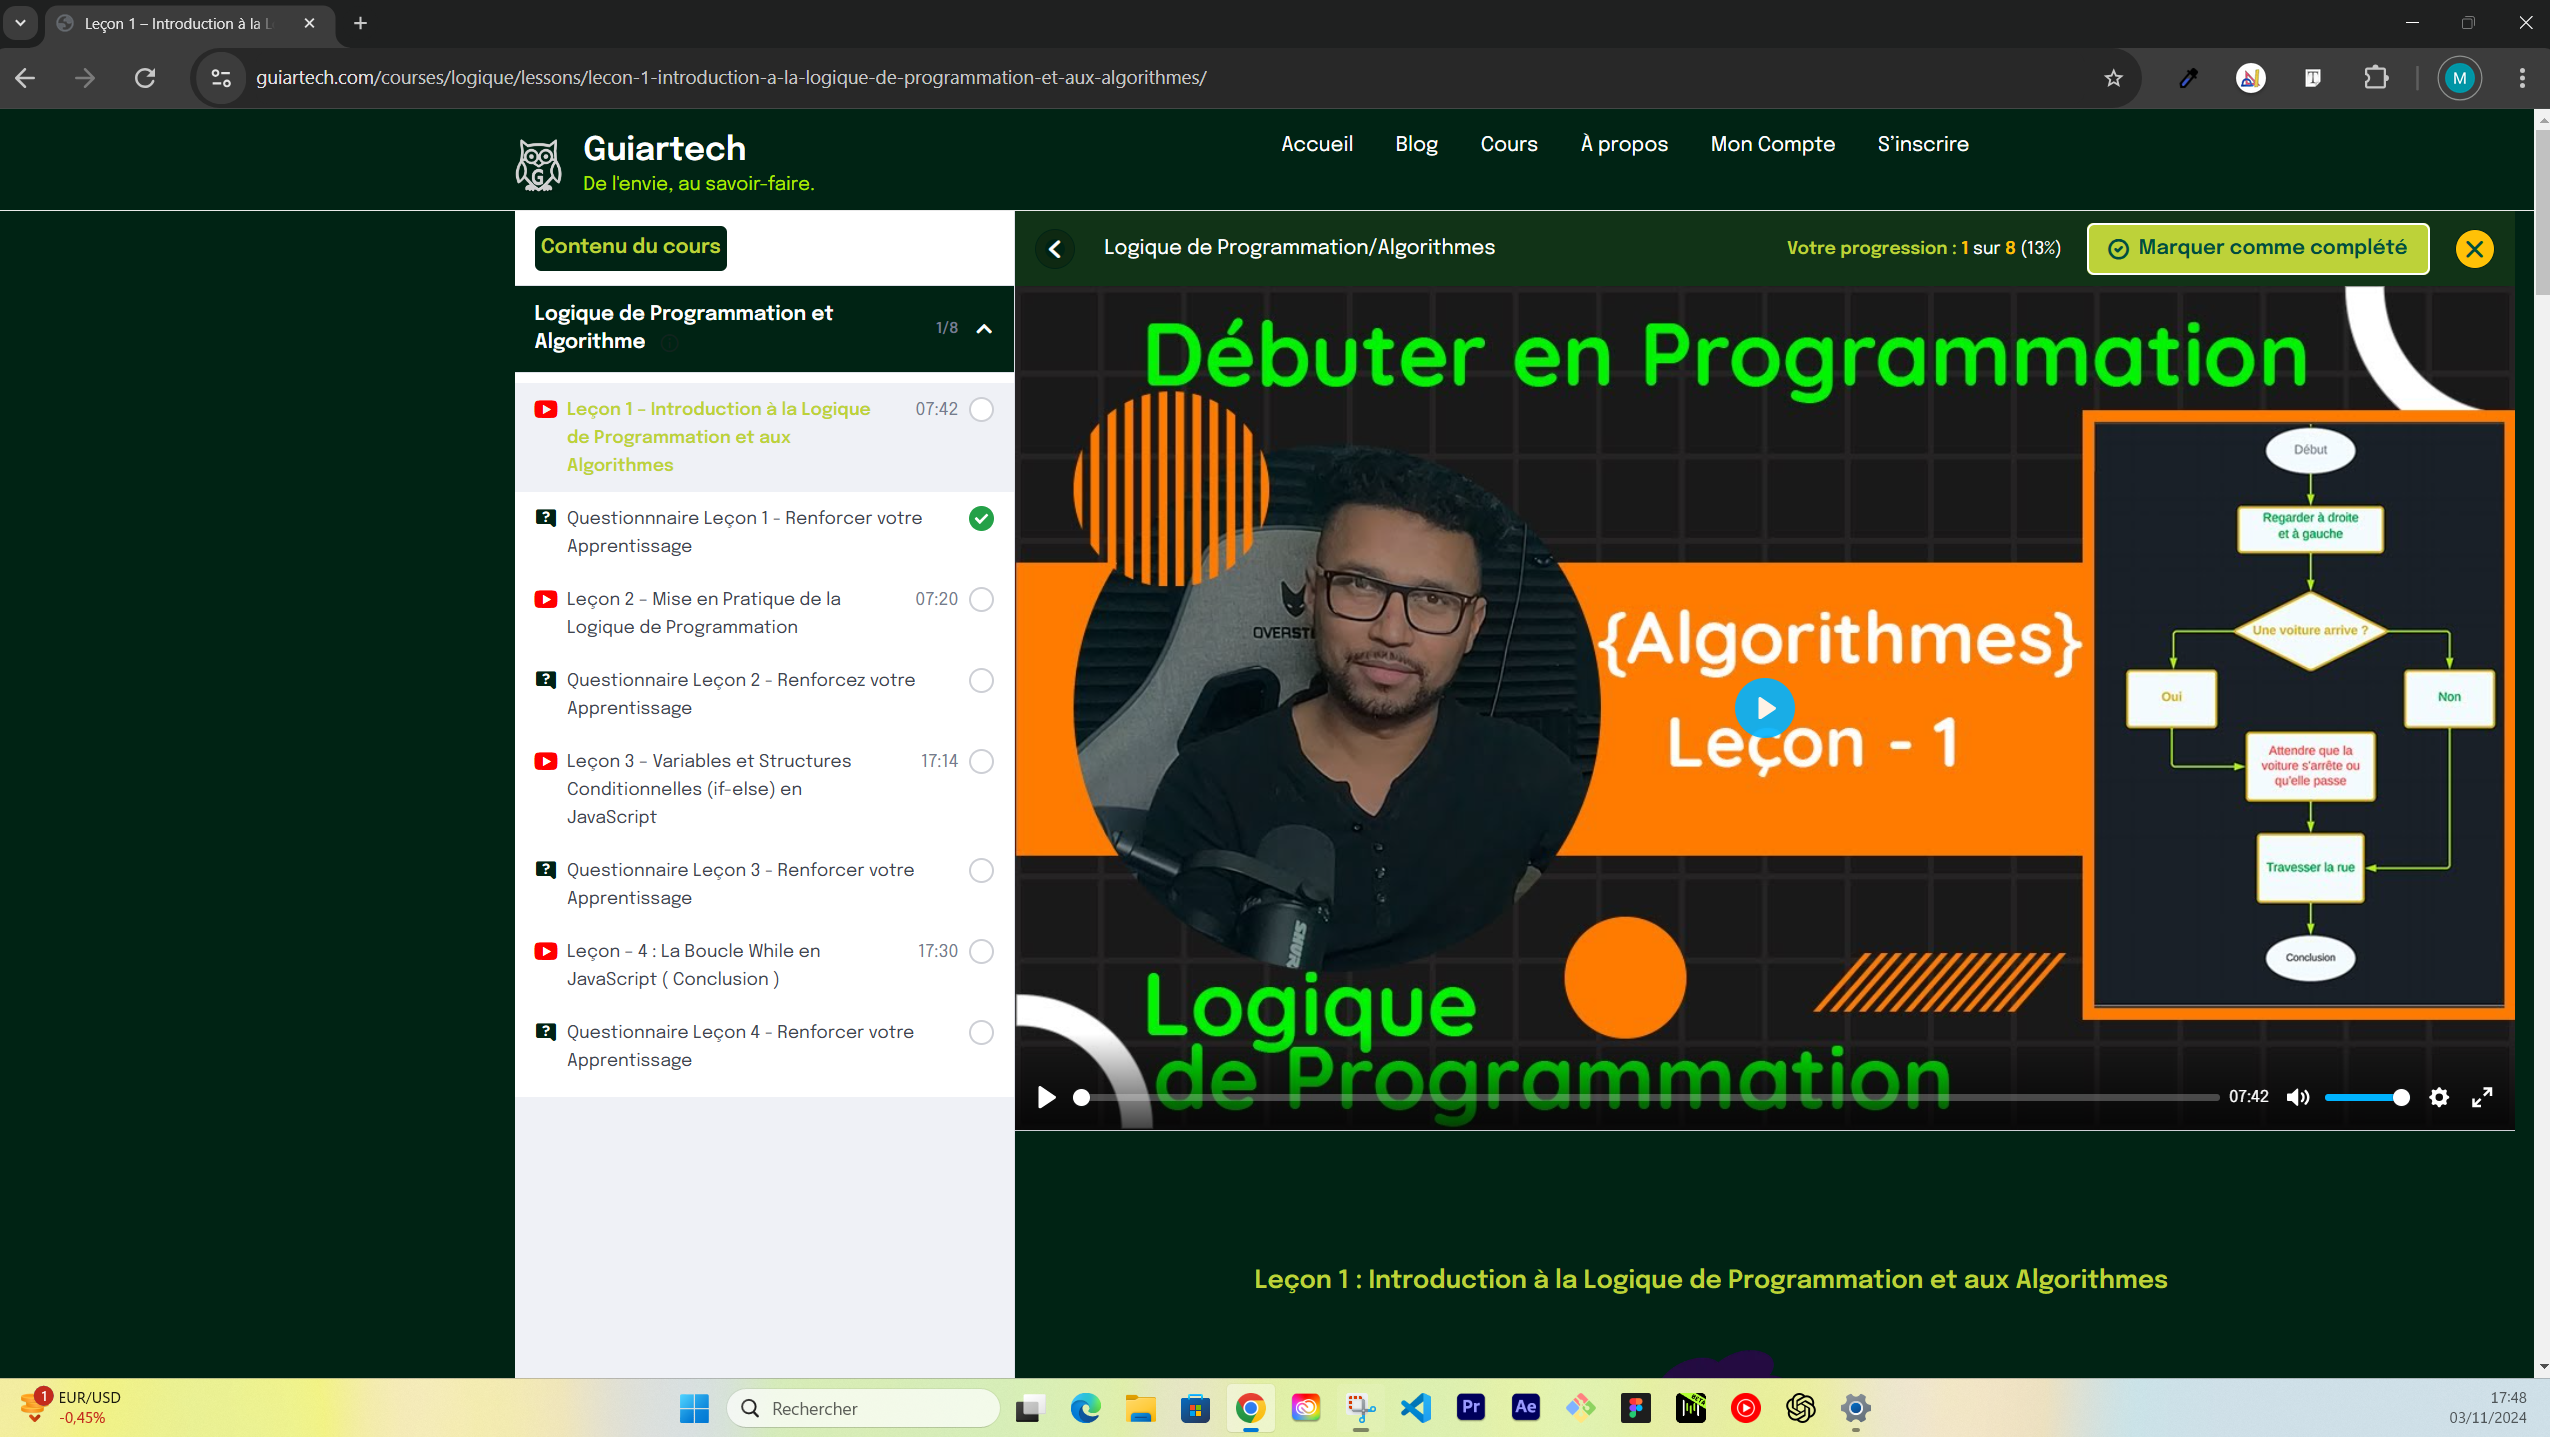 Leçon 1 – Introduction à la L
guiartech.com/courses/logique/lessons/lecon-1-introduction-a-la-logique-de-programmation-et-aux-algorithmes/
M
Guiartech
De l'envie, au savoir-faire.
Accueil
Blog
Cours
À propos
Mon Compte
S'inscrire
Contenu du cours
Logique de Programmation et
Algorithme
1/8
Leçon 1 – Introduction à la Logique
de Programmation et aux
Algorithmes
07:42
Questionnnaire Leçon 1 - Renforcer votre
Apprentissage
Leçon 2 – Mise en Pratique de la
Logique de Programmation
07:20
Questionnaire Leçon 2 - Renforcez votre
Apprentissage
Leçon 3 – Variables et Structures
Conditionnelles (if-else) en
JavaScript
17:14
Questionnaire Leçon 3 - Renforcer votre
Apprentissage
Leçon – 4 : La Boucle While en
JavaScript ( Conclusion )
17:30
Questionnaire Leçon 4 - Renforcer votre
Apprentissage
Logique de Programmation/Algorithmes
Votre progression : 1 sur 8 (13%)
Marquer comme complété
Débuter en Programmation
{Algorithmes}
Leçon - 1
Logique
de Programmation
Début
Regarder à droite
et à gauche
Une voiture arrive ?
Oui
Non
Attendre que la
voiture s'arrête ou
qu'elle passe
Travesser la rue
Conclusion
OVERST
SHUR
G
07:42
Leçon 1 : Introduction à la Logique de Programmation et aux Algorithmes
1
EUR/USD
-0,45%
Rechercher
Pr
Ae
17:48
03/11/2024